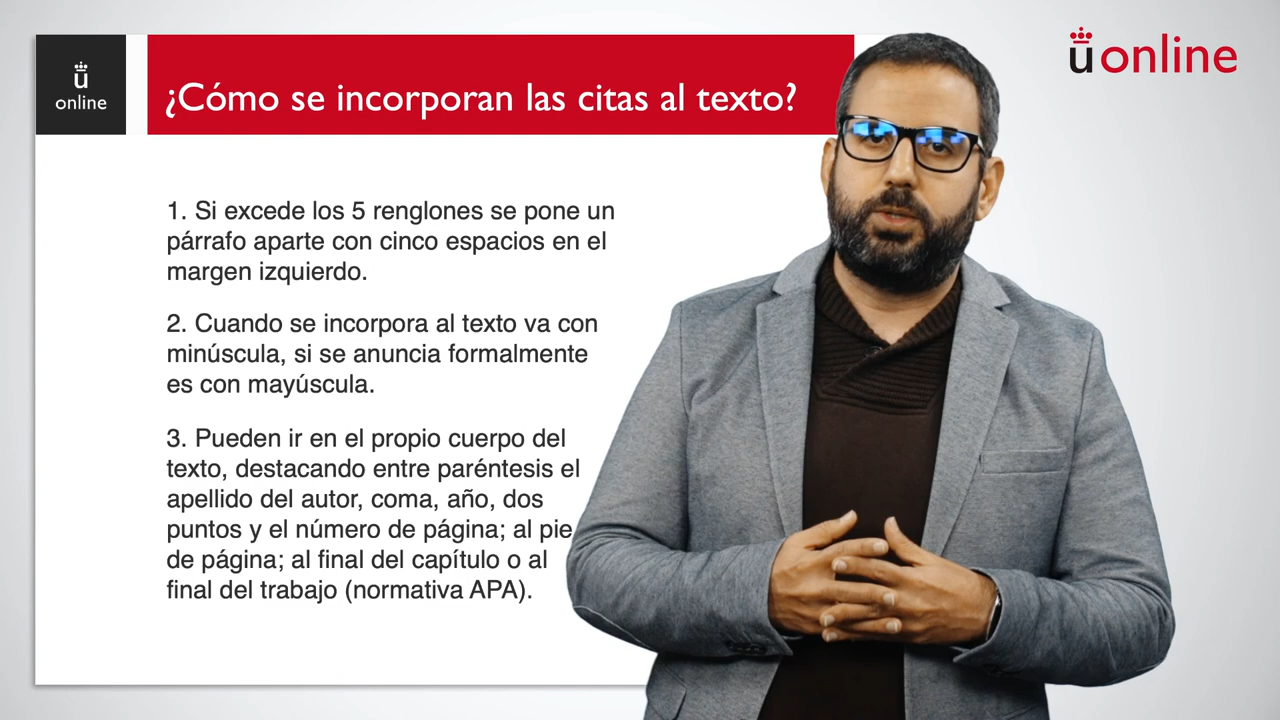 ü
online
¿Cómo se incorporan las citas al texto?
üonline
1. Si excede los 5 renglones se pone un
párrafo aparte con cinco espacios en el
margen izquierdo.
2. Cuando se incorpora al texto va con
minúscula, si se anuncia formalmente
es con mayúscula.
3. Pueden ir en el propio cuerpo del
texto, destacando entre paréntesis el
apellido del autor, coma, año, dos
puntos y el número de página; al pie
de página; al final del capítulo o al
final del trabajo (normativa APA).